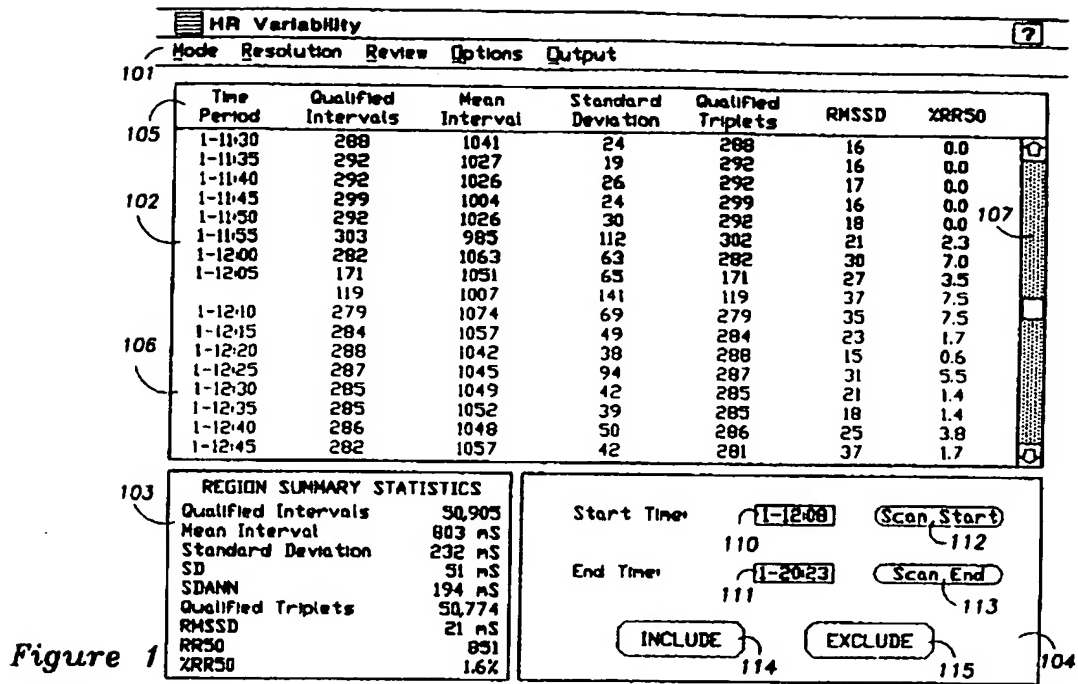 HR Variability ?
Mode Resolution Review Options Output
101
Time Period Qualified Intervals Mean Interval Standard Deviation Qualified Triplets RMSSD %RR50
105
1-11:30 288 1041 24 288 16 0.0
1-11:35 292 1027 19 292 16 0.0
1-11:40 292 1026 26 292 17 0.0
102
1-11:45 299 1004 24 299 16 0.0
1-11:50 292 1026 30 292 18 0.0
107
1-11:55 303 985 112 302 21 2.3
1-12:00 282 1063 63 282 30 7.0
1-12:05 171 1051 65 171 27 3.5
119 1007 141 119 37 7.5
1-12:10 279 1074 69 279 35 7.5
1-12:15 284 1057 49 284 23 1.7
106
1-12:20 288 1042 38 288 15 0.6
1-12:25 287 1045 94 287 31 5.5
1-12:30 285 1049 42 285 21 1.4
1-12:35 285 1052 39 285 18 1.4
1-12:40 286 1048 50 286 25 3.8
1-12:45 282 1057 42 281 37 1.7
103
REGION SUMMARY STATISTICS
Qualified Intervals 50,905
Mean Interval 803 mS
Standard Deviation 232 mS
SD 51 mS
SDANN 194 mS
Qualified Triplets 50,774
RMSSD 21 mS
RR50 851
%RR50 1.6%
Start Time: 1-12:08 Scan Start
110 112
End Time: 1-20:23 Scan End
111 113
INCLUDE EXCLUDE
114 115 104
Figure 1